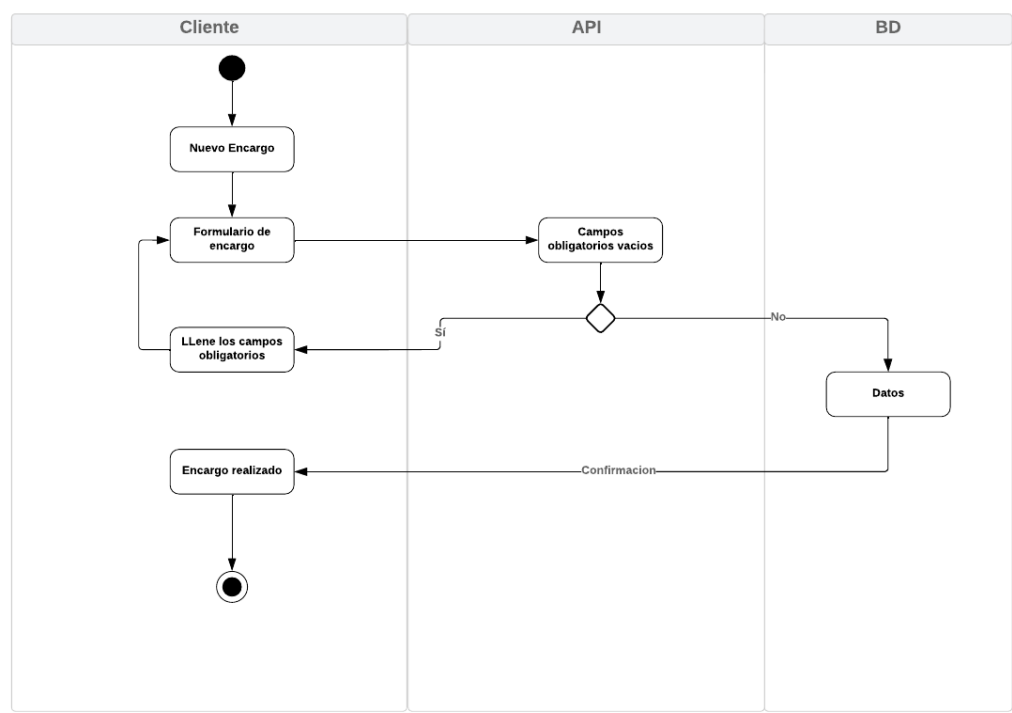 Cliente
API
BD
Nuevo Encargo
Formulario de
encargo
Campos
obligatorios vacios
Sí
No
LLene los campos
obligatorios
Datos
Encargo realizado
Confirmacion